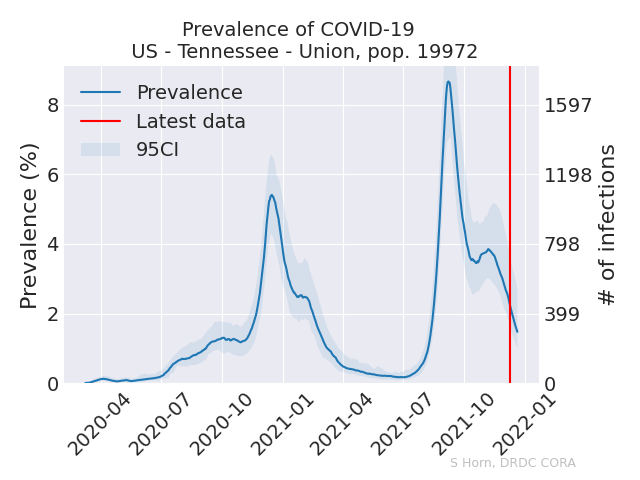 Prevalence of COVID-19
US - Tennessee - Union, pop. 19972
Prevalence
Latest data
95CI
Prevalence (%)
8
6
4
2
0
1597
1198
798
399
0
# of infections
2020-04
2020-07
2020-10
2021-01
2021-04
2021-07
2021-10
2022-01
S Horn, DRDC CORA